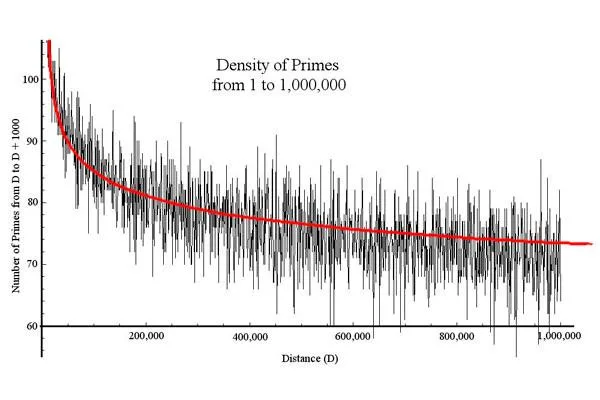 Density of Primes
from 1 to 1,000,000
Number of Primes from D to D + 1000
100
90
80
70
60
200,000
400,000
600,000
800,000
1,000,000
Distance (D)